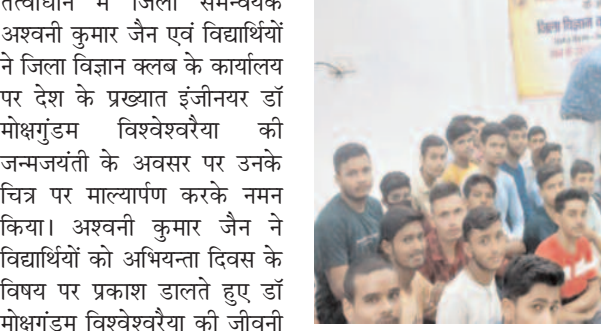 तत्वाधान में जिला समन्वयक
अश्वनी कुमार जैन एवं विद्यार्थियों
ने जिला विज्ञान क्लब के कार्यालय
पर देश के प्रख्यात इंजीनयर डॉ
मोक्षगुंडम विश्वेश्वरैया की
जन्मजयंती के अवसर पर उनके
चित्र पर माल्यार्पण करके नमन
किया। अश्वनी कुमार जैन ने
विद्यार्थियों को अभियन्ता दिवस के
विषय पर प्रकाश डालते हुए डॉ
मोक्षगुंडम विश्वेश्वरैया की जीवनी
जिला विज्ञान